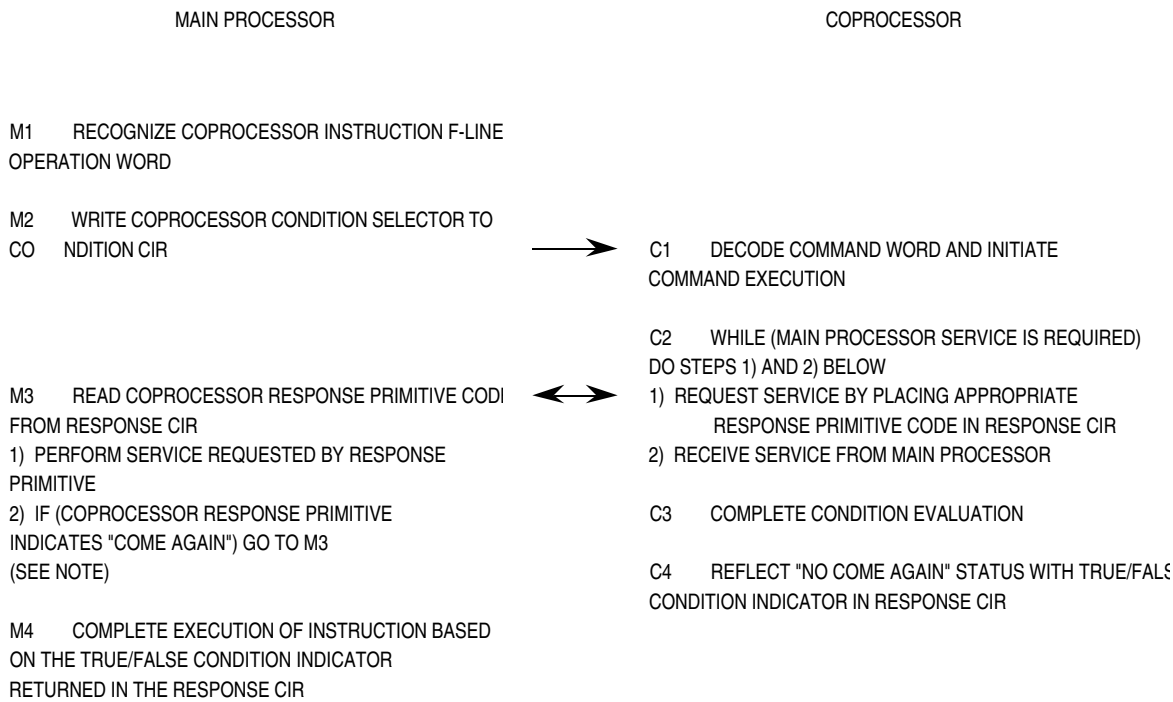 MAIN PROCESSOR
COPROCESSOR
M1 RECOGNIZE COPROCESSOR INSTRUCTION F-LINE
OPERATION WORD
M2 WRITE COPROCESSOR CONDITION SELECTOR TO
CO NDITION CIR
C1 DECODE COMMAND WORD AND INITIATE
COMMAND EXECUTION
C2 WHILE (MAIN PROCESSOR SERVICE IS REQUIRED)
DO STEPS 1) AND 2) BELOW
M3 READ COPROCESSOR RESPONSE PRIMITIVE COD
FROM RESPONSE CIR
1) PERFORM SERVICE REQUESTED BY RESPONSE
PRIMITIVE
2) IF (COPROCESSOR RESPONSE PRIMITIVE
INDICATES "COME AGAIN") GO TO M3
(SEE NOTE)
1) REQUEST SERVICE BY PLACING APPROPRIATE
RESPONSE PRIMITIVE CODE IN RESPONSE CIR
2) RECEIVE SERVICE FROM MAIN PROCESSOR
C3 COMPLETE CONDITION EVALUATION
C4 REFLECT "NO COME AGAIN" STATUS WITH TRUE/FALS
CONDITION INDICATOR IN RESPONSE CIR
M4 COMPLETE EXECUTION OF INSTRUCTION BASED
ON THE TRUE/FALSE CONDITION INDICATOR
RETURNED IN THE RESPONSE CIR